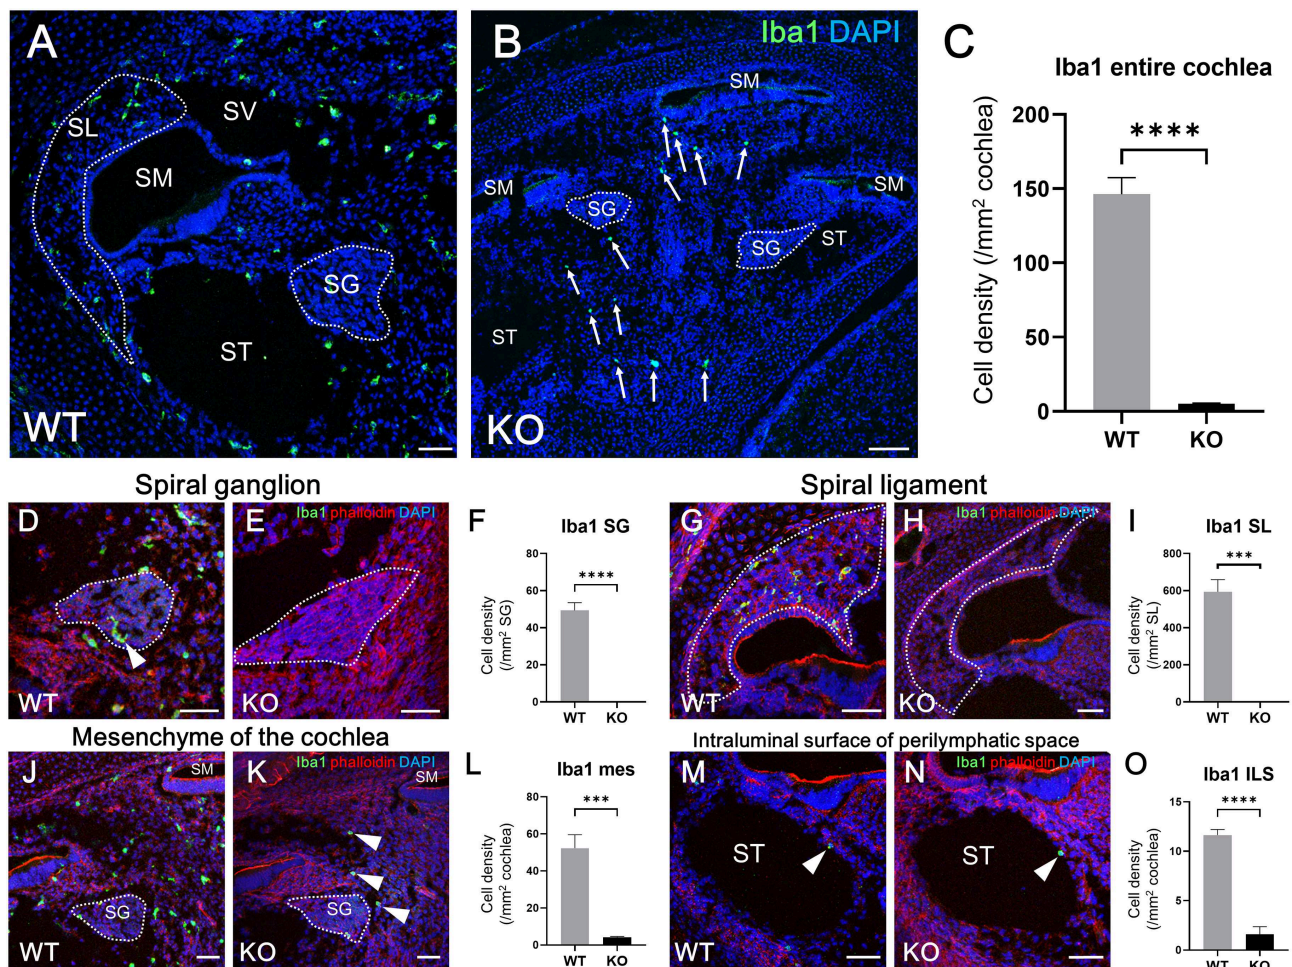 A
SL
SV
SM
SG
ST
WT
B
Iba1 DAPI
SM
SM
SM
SG
SG
ST
ST
KO
C
Iba1 entire cochlea
Cell density (/mm² cochlea)
200
150
100
50
0
****
WT
KO
Spiral ganglion
D
WT
E
Iba1 phalloidin DAPI
KO
F
Iba1 SG
Cell density
(/mm² SG)
80
60
40
20
0
****
WT
KO
Spiral ligament
G
WT
H
Iba1 phalloidin DAPI
KO
I
Iba1 SL
Cell density
(/mm² SL)
800
600
400
200
0
***
WT
KO
Mesenchyme of the cochlea
J
SM
SG
WT
K
Iba1 phalloidin DAPI
SM
SG
KO
L
Iba1 mes
Cell density
(/mm² cochlea)
80
60
40
20
0
***
WT
KO
Intraluminal surface of perilymphatic space
M
ST
WT
N
Iba1 phalloidin DAPI
ST
KO
O
Iba1 ILS
Cell density
(/mm² cochlea)
15
10
5
0
****
WT
KO